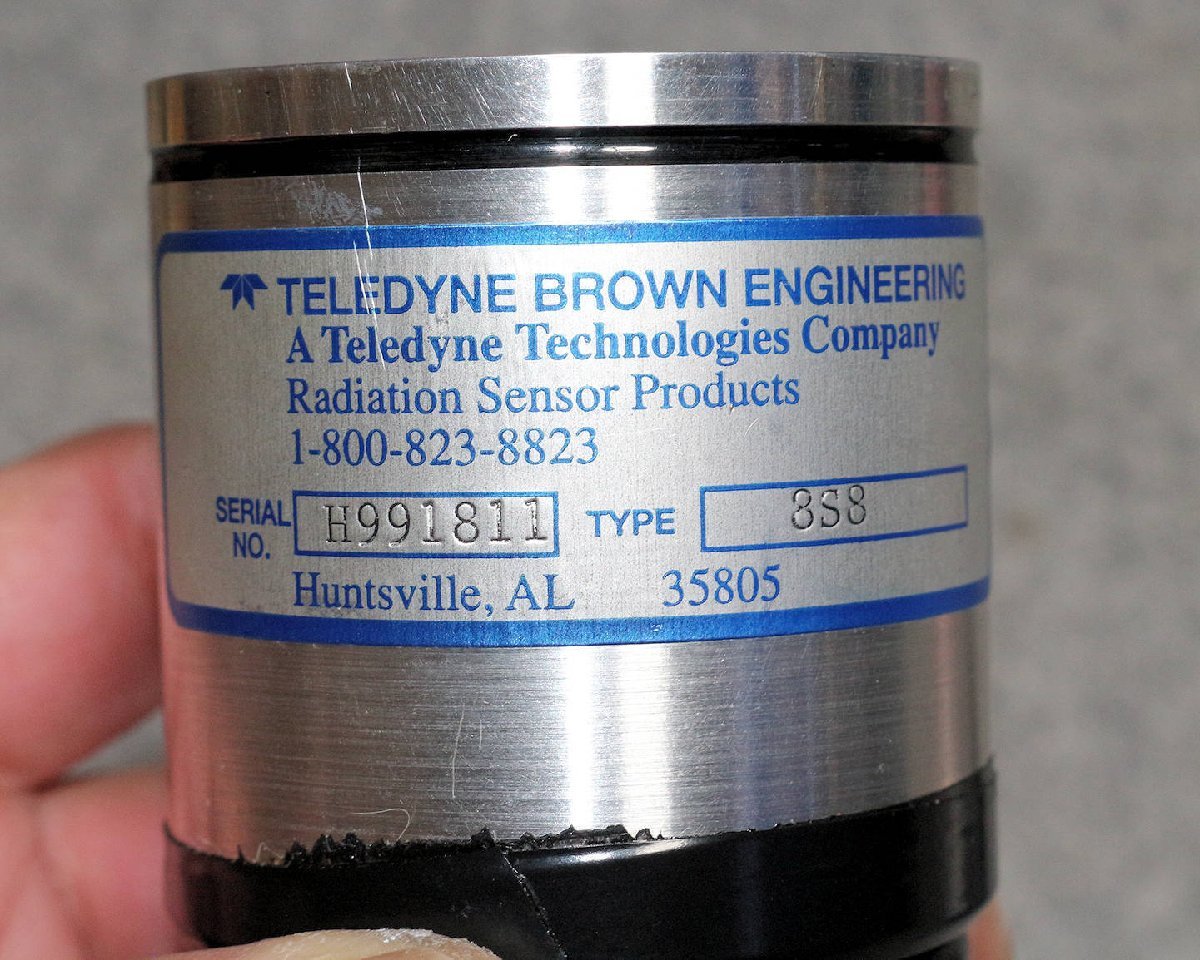 TELEDYNE BROWN ENGINEERING
A Teledyne Technologies Company
Radiation Sensor Products
1-800-823-8823
SERIAL NO. H991811 TYPE 8S8
Huntsville, AL 35805